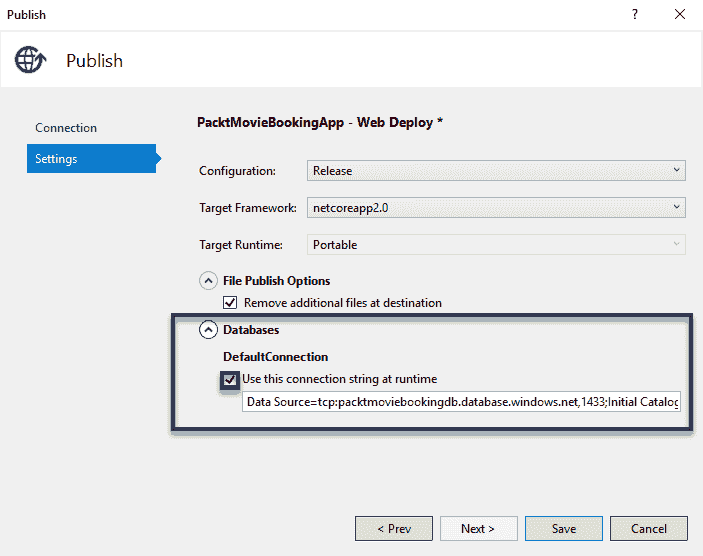 Publish
?
Publish
Connection
Settings
PacktMovieBookingApp - Web Deploy *
Configuration: Release
Target Framework: netcoreapp2.0
Target Runtime: Portable
File Publish Options
Remove additional files at destination
Databases
DefaultConnection
Use this connection string at runtime
Data Source=tcp:packtmoviebookingdb.database.windows.net,1433;Initial Catalog
< Prev Next > Save Cancel